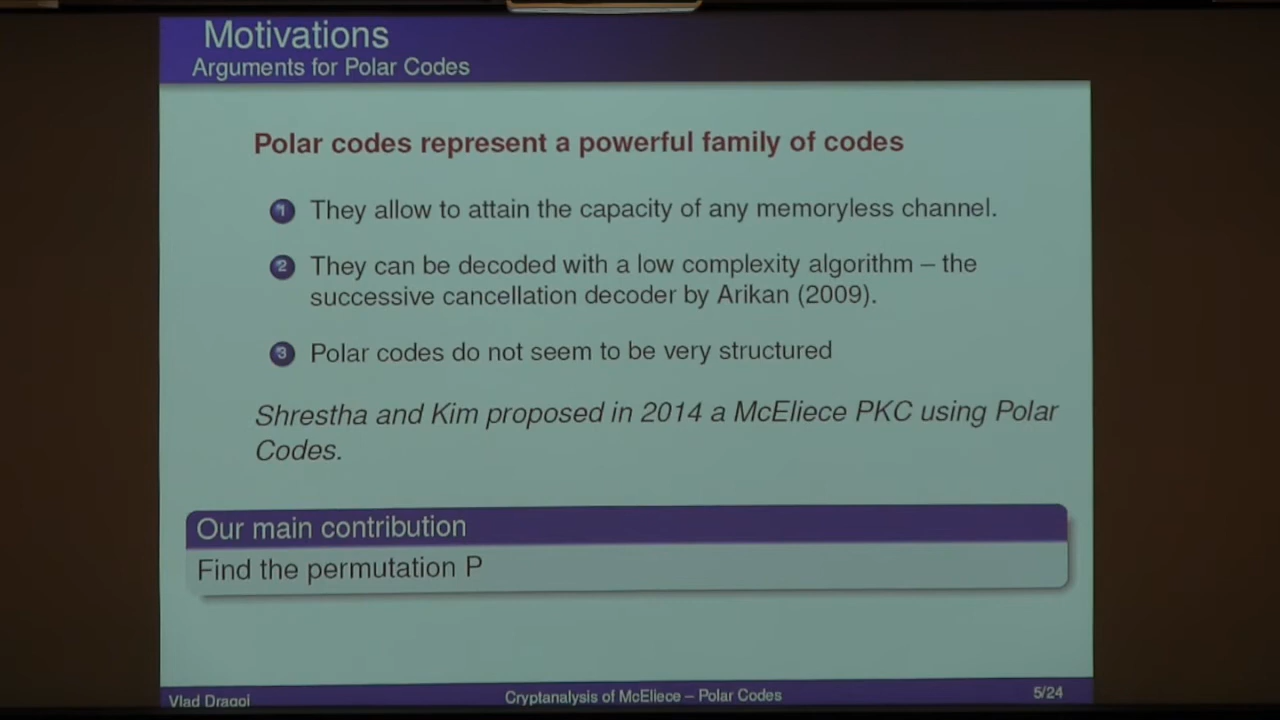 Motivations
Arguments for Polar Codes
Polar codes represent a powerful family of codes
1 They allow to attain the capacity of any memoryless channel.
2 They can be decoded with a low complexity algorithm – the
successive cancellation decoder by Arikan (2009).
3 Polar codes do not seem to be very structured
Shrestha and Kim proposed in 2014 a McEliece PKC using Polar
Codes.
Our main contribution
Find the permutation P
Vlad Dragoi Cryptanalysis of McEliece – Polar Codes 5/24